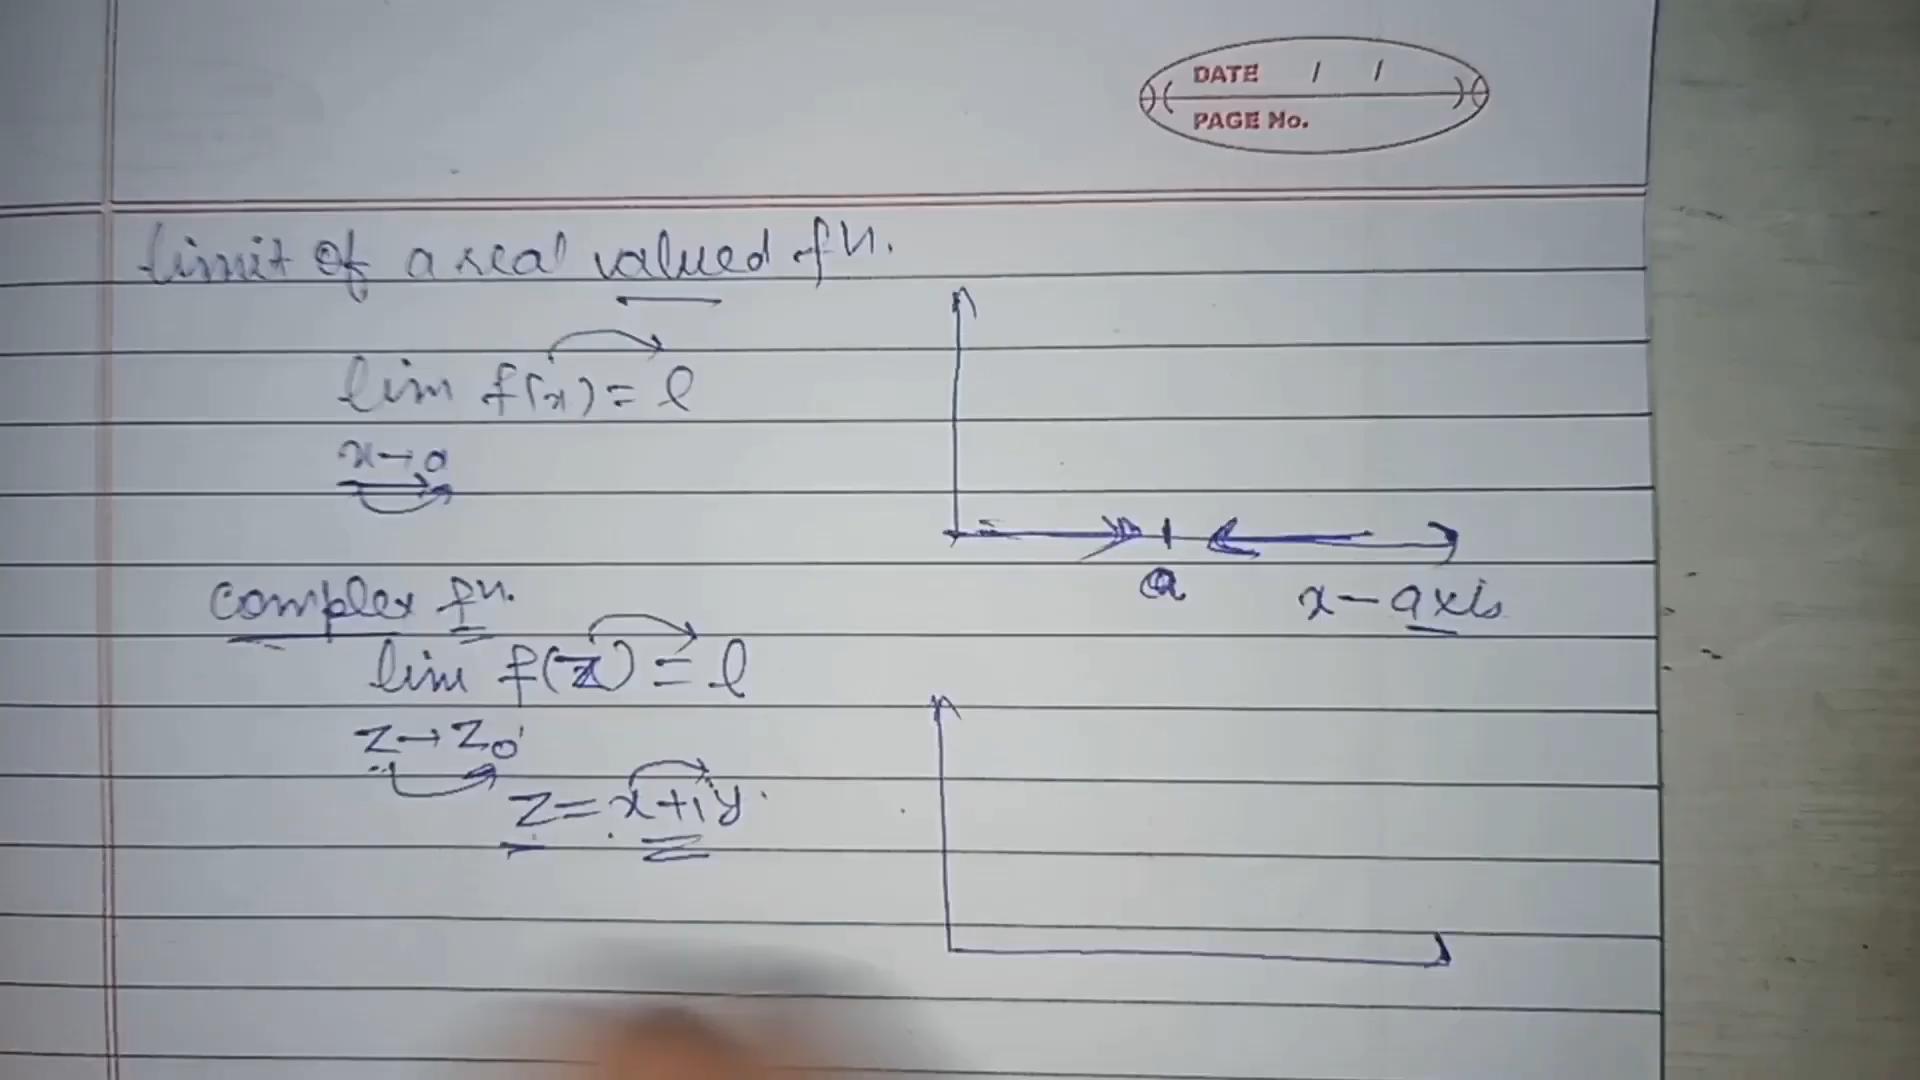 DATE / /
PAGE No.
Limit of a real valued fn.
lim f(x) = l
x→a
a
x-axis
Complex fn.
lim f(z) = l
z→z0
z = x+iy